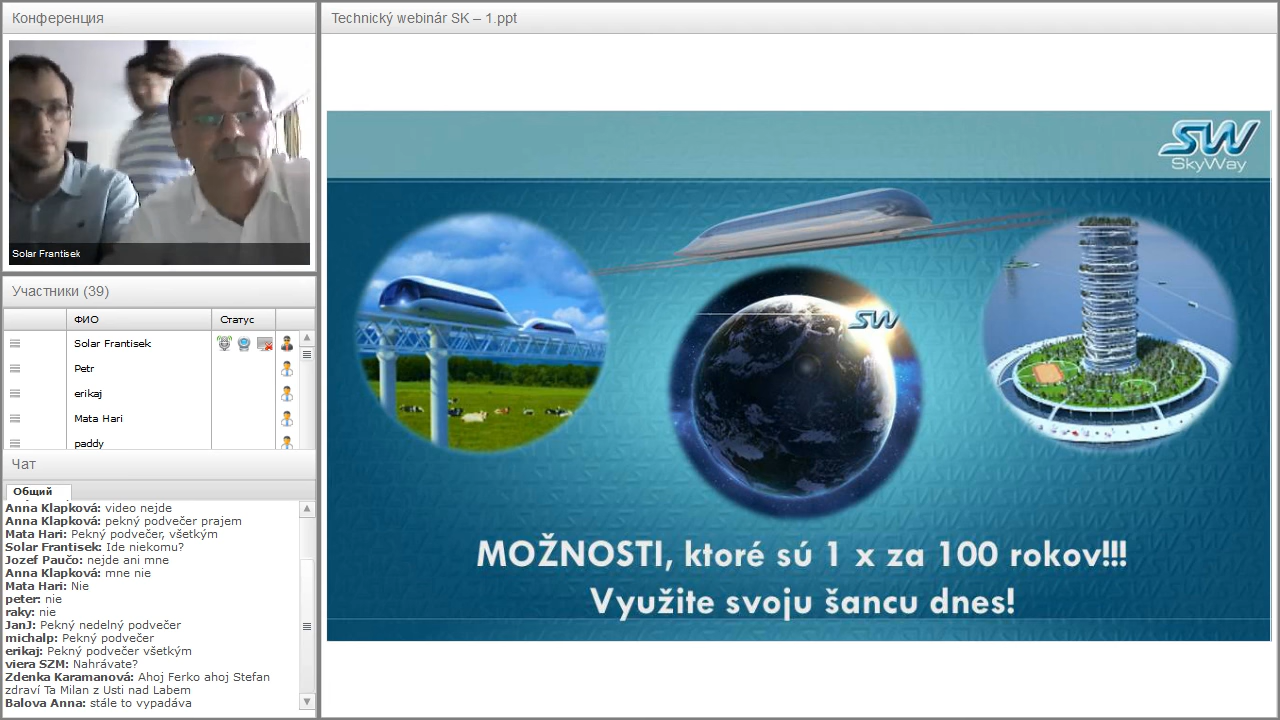 Конференция
Solar Frantisek
Участники (39)
ФИО
Статус
Solar Frantisek
Petr
erikaj
Mata Hari
paddy
Чат
Общий
Anna Klapková: video nejde
Anna Klapková: pekný podvečer prajem
Mata Hari: Pekný podvečer, všetkým
Solar Frantisek: Ide niekomu?
Jozef Paučo: nejde ani mne
Anna Klapková: mne nie
Mata Hari: Nie
peter: nie
raky: nie
JanJ: Pekný nedelný podvečer
michalp: Pekný podvečer
erikaj: Pekný podvečer všetkým
viera SZM: Nahrávate?
Zdenka Karamanová: Ahoj Ferko ahoj Stefan
zdraví Ta Milan z Usti nad Labem
Balova Anna: stále to vypadáva
Technický webinár SK – 1.ppt
SW
SkyWay
SW
MOŽNOSTI, ktoré sú 1 x za 100 rokov!!!
Využite svoju šancu dnes!